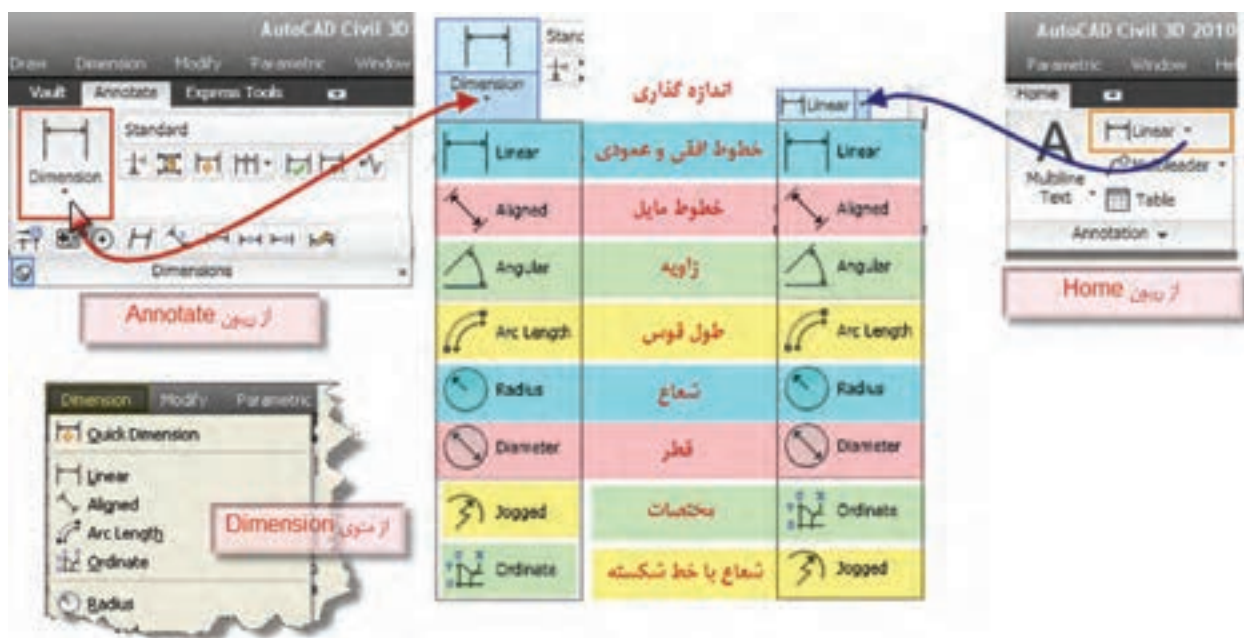 AutoCAD Civil 3D
Draw Dimension Modify Parametric Window
Vault Annotate Express Tools
Standard
Dimension
Dimensions
از ریبون Annotate
Dimension Modify Parametric
Quick Dimension
Linear
Aligned
Arc Length
Ordinate
Radius
از منوی Dimension
Stanc
Dimension
اندازه گذاری
Linear
Linear خطوط افقی و عمودی Linear
Aligned خطوط مایل Aligned
Angular زاویه Angular
Arc Length طول قوس Arc Length
Radius شعاع Radius
Diameter قطر Diameter
Jogged مختصات Ordinate
Ordinate شعاع با خط شکسته Jogged
AutoCAD Civil 3D 2010
Parametric Window Hel
Home
Linear
A
Multiline Text
Multileader
Table
Annotation
از ریبون Home